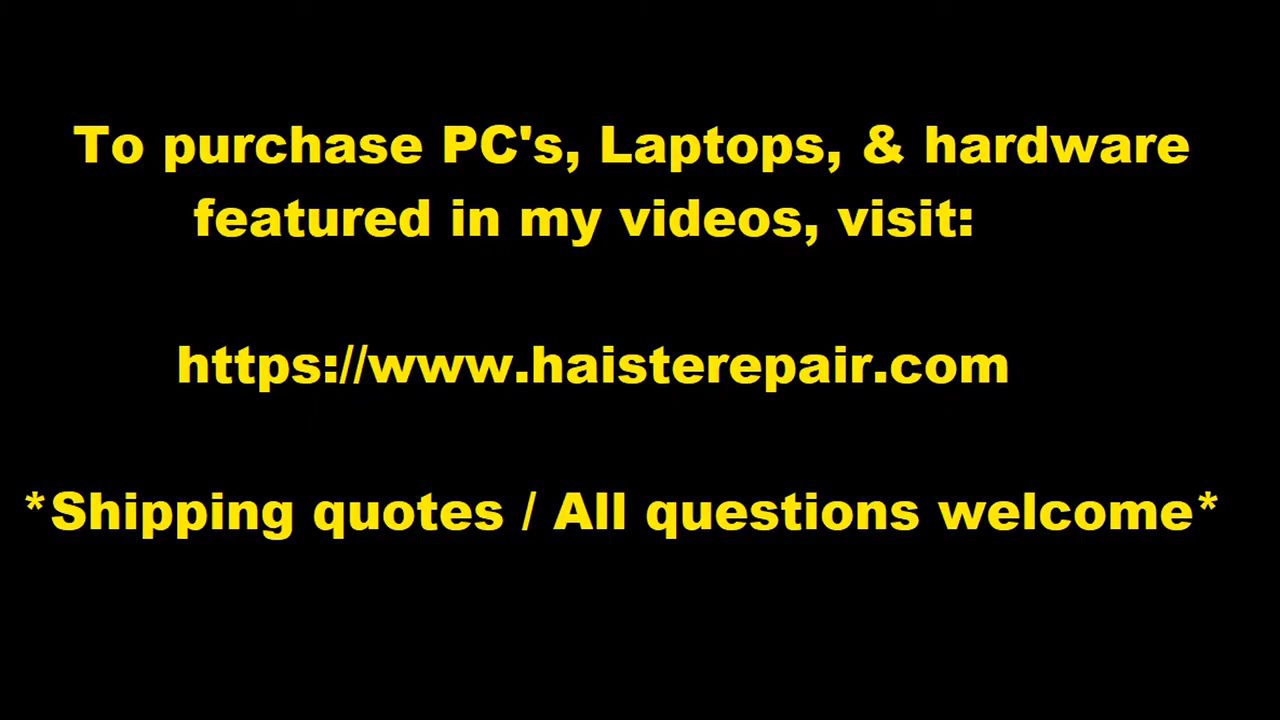 To purchase PC's, Laptops, & hardware
featured in my videos, visit:
https://www.haisterepair.com
*Shipping quotes / All questions welcome*